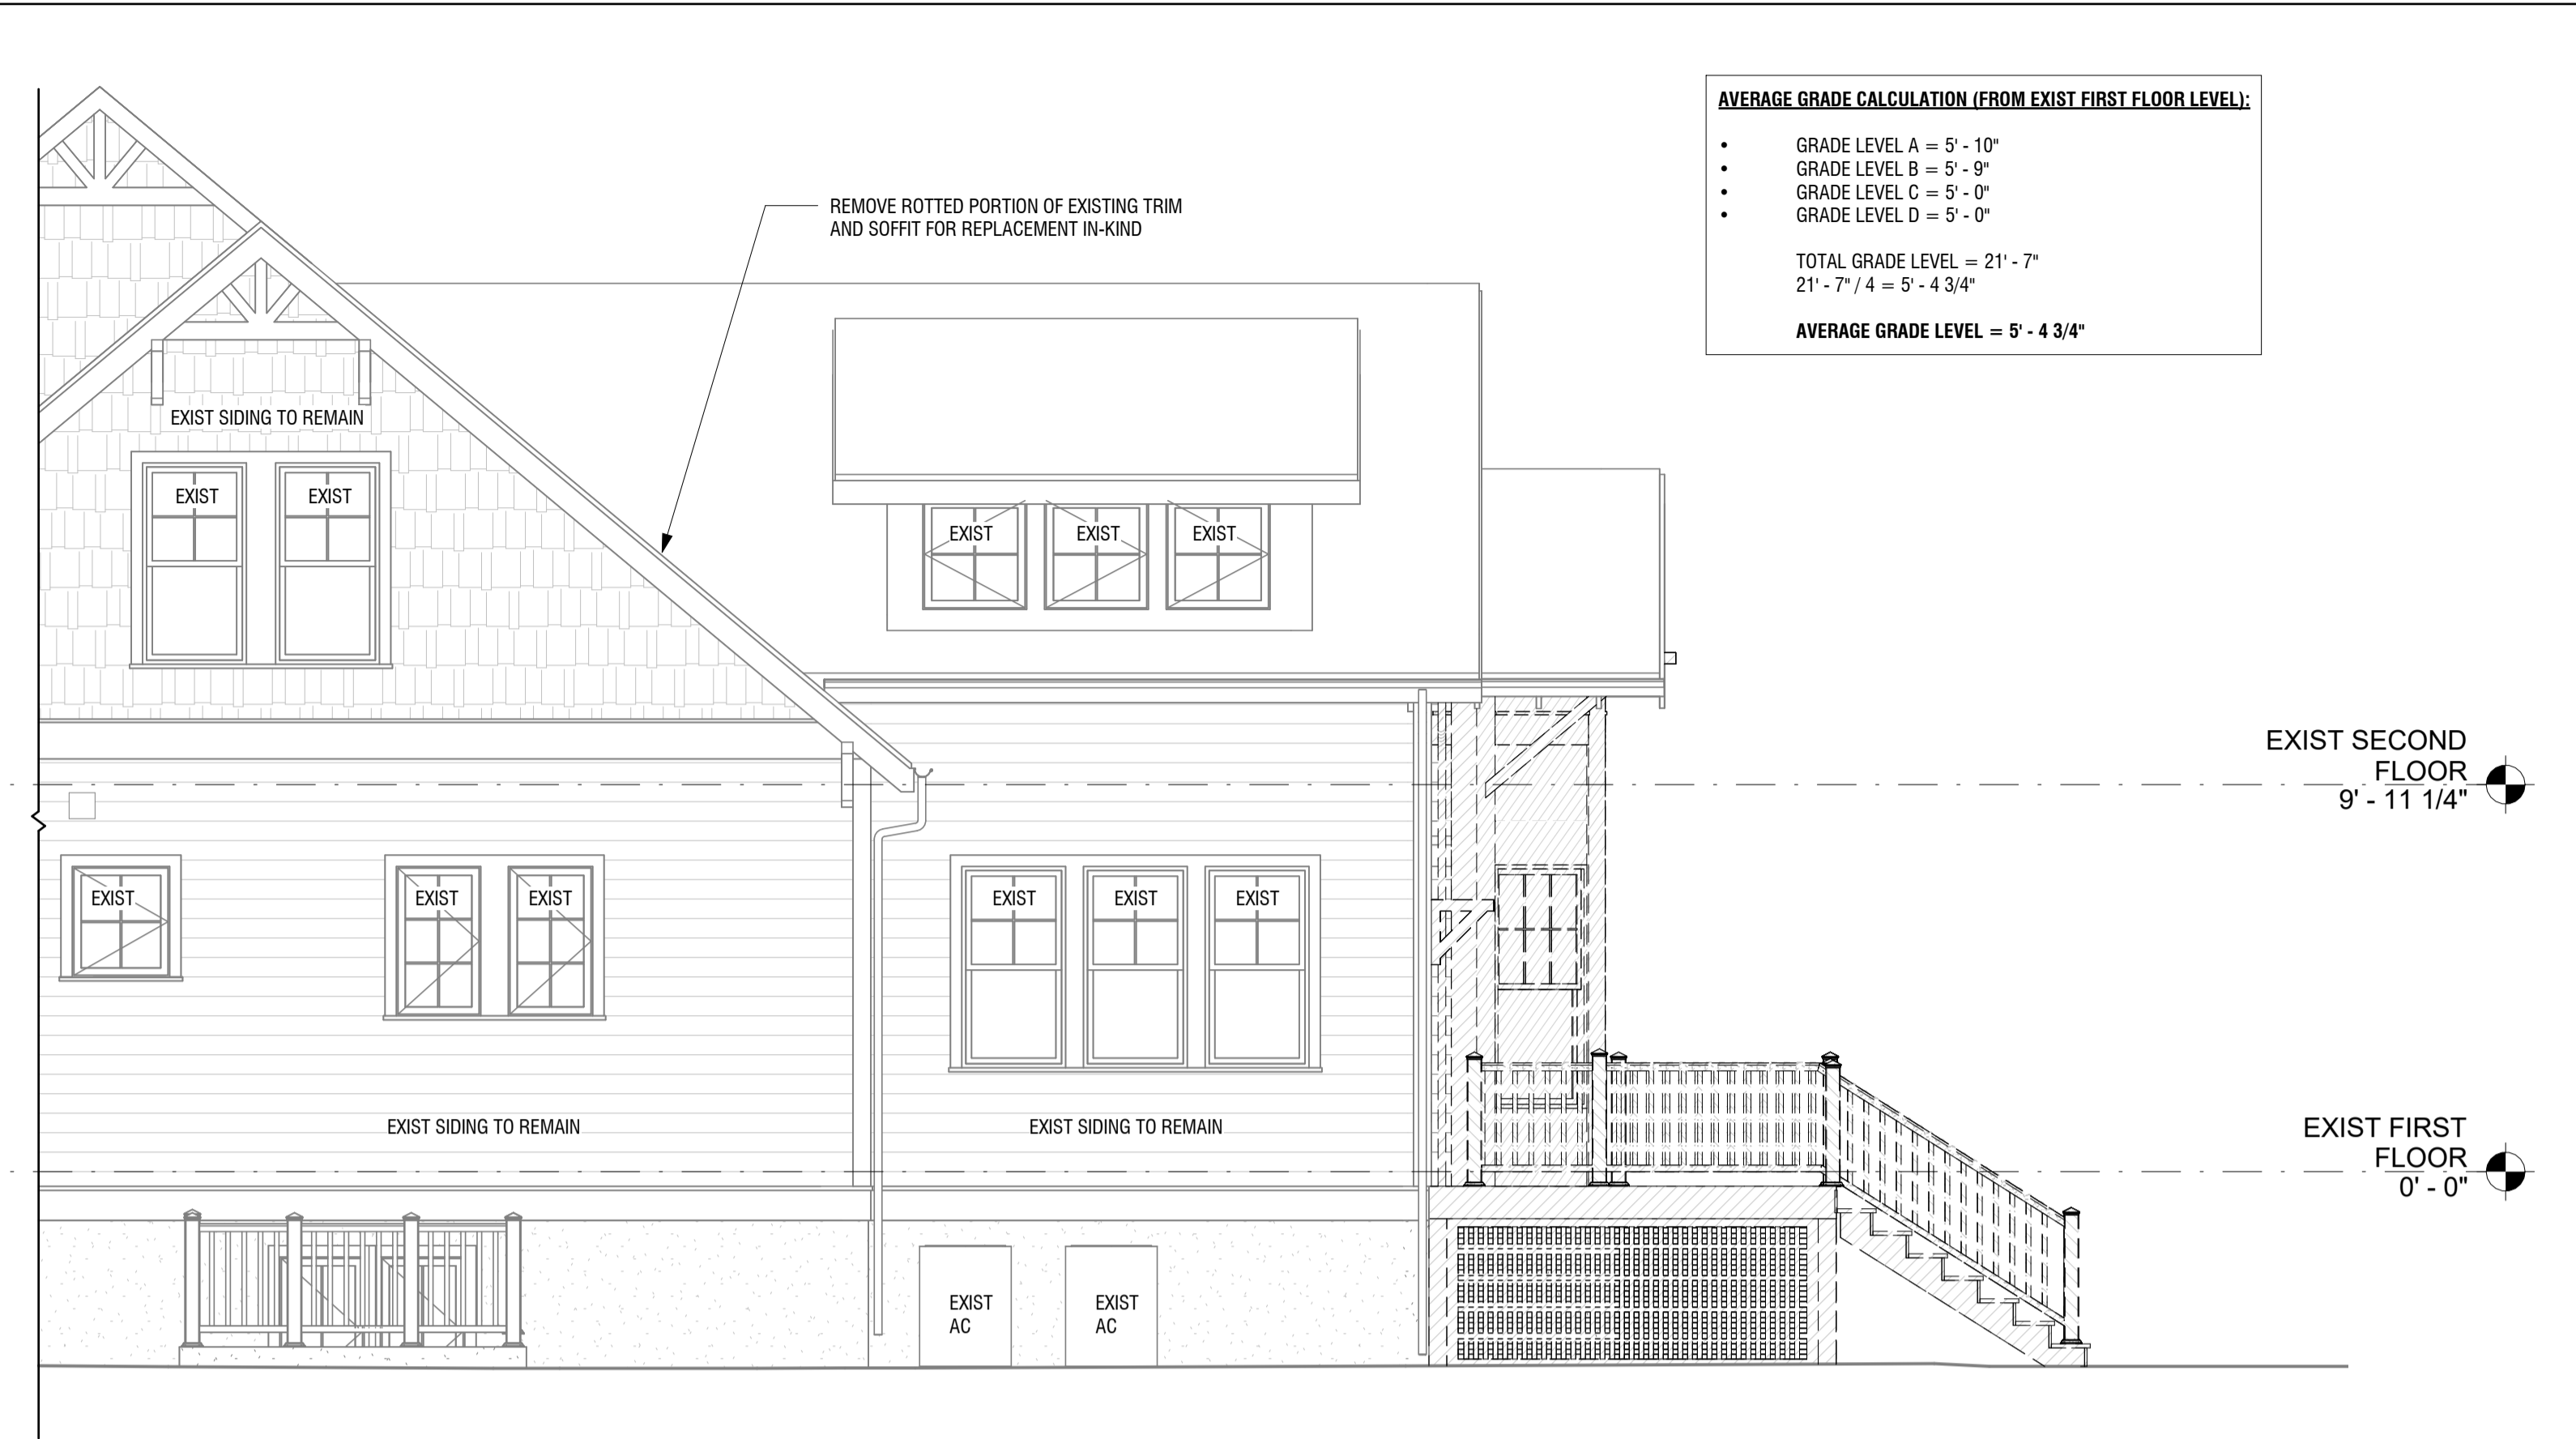 AVERAGE GRADE CALCULATION (FROM EXIST FIRST FLOOR LEVEL):
• GRADE LEVEL A = 5' - 10"
• GRADE LEVEL B = 5' - 9"
• GRADE LEVEL C = 5' - 0"
• GRADE LEVEL D = 5' - 0"
TOTAL GRADE LEVEL = 21' - 7"
21' - 7" / 4 = 5' - 4 3/4"
AVERAGE GRADE LEVEL = 5' - 4 3/4"
REMOVE ROTTED PORTION OF EXISTING TRIM
AND SOFFIT FOR REPLACEMENT IN-KIND
EXIST SIDING TO REMAIN
EXIST
EXIST
EXIST
EXIST
EXIST
EXIST SECOND
FLOOR
9' - 11 1/4"
EXIST
EXIST
EXIST
EXIST
EXIST
EXIST
EXIST SIDING TO REMAIN
EXIST SIDING TO REMAIN
EXIST FIRST
FLOOR
0' - 0"
EXIST
AC
EXIST
AC